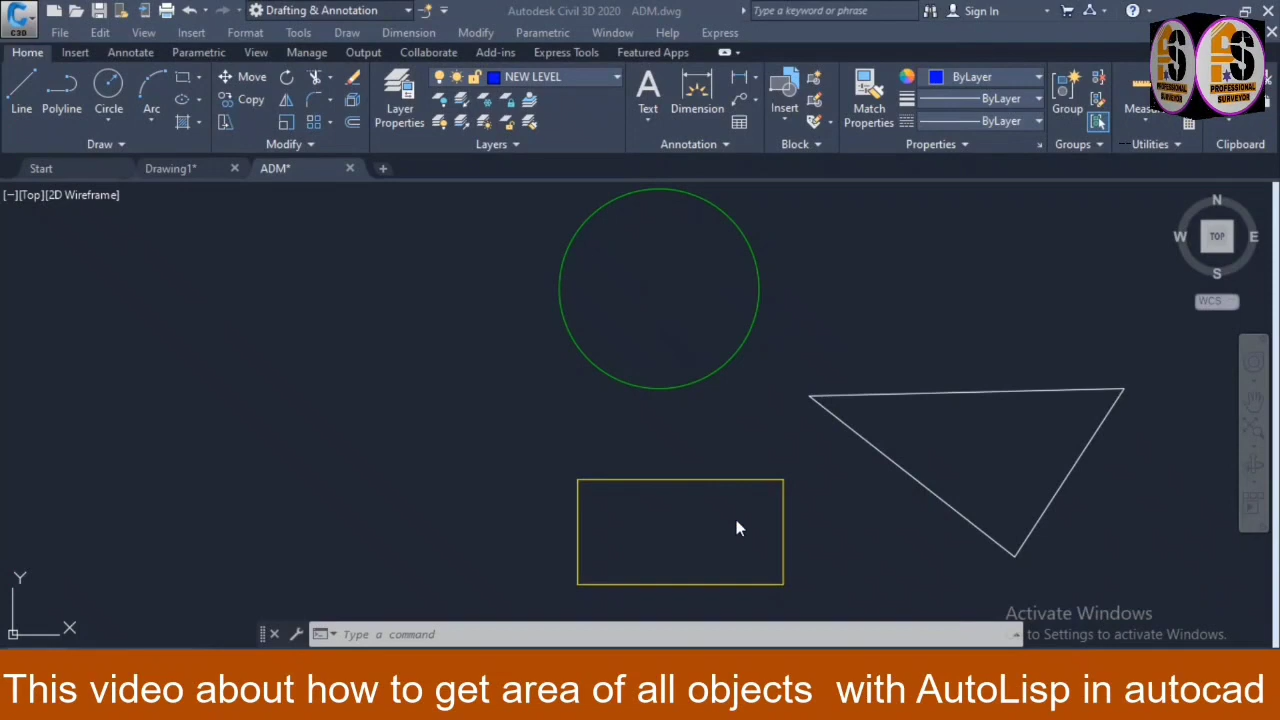 Drafting & Annotation
Autodesk Civil 3D 2020 ADM.dwg
Type a keyword or phrase
Sign In
C3D
File Edit View Insert Format Tools Draw Dimension Modify Parametric Window Help Express
Home Insert Annotate Parametric View Manage Output Collaborate Add-ins Express Tools Featured Apps
Line
Polyline
Circle
Arc
Move
Copy
Layer
Properties
NEW LEVEL
Text
Dimension
Insert
Match
Properties
ByLayer
ByLayer
ByLayer
Group
Draw
Modify
Layers
Annotation
Block
Properties
Groups
Utilities
Clipboard
PROFESSIONAL
SURVEYOR
PROFESSIONAL
SURVEYOR
Start
Drawing1*
ADM*
[−][Top][2D Wireframe]
N
W
TOP
E
S
WCS
Y
X
Type a command
Activate Windows
to Settings to activate Windows.
This video about how to get area of all objects with AutoLisp in autocad